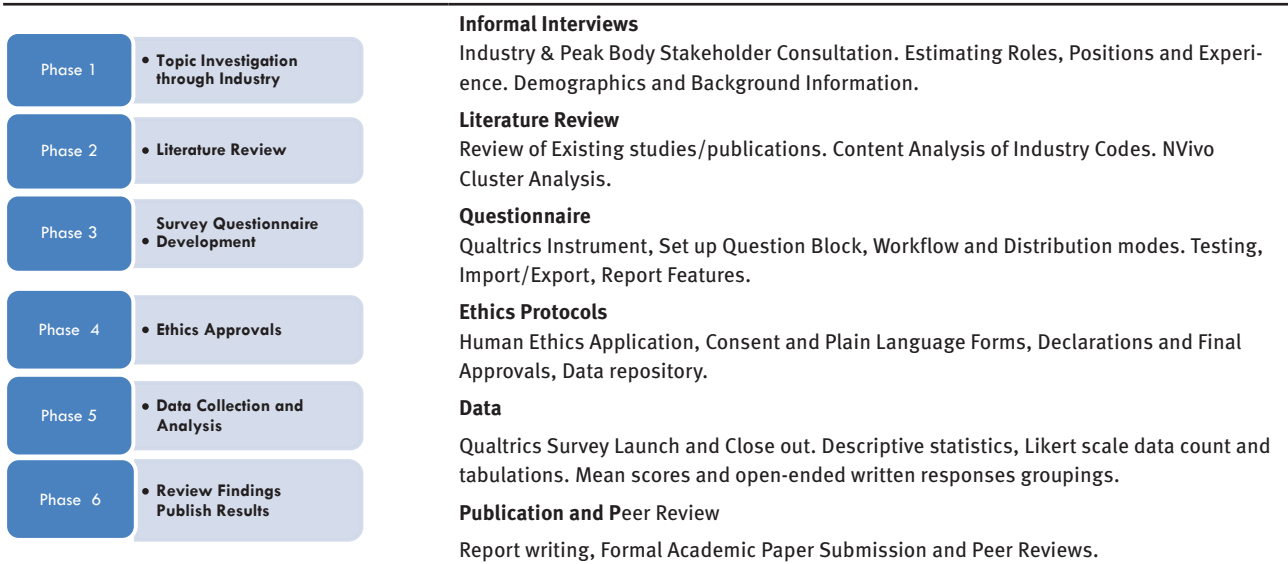 Phase 1
• Topic Investigation
through Industry
Informal Interviews
Industry & Peak Body Stakeholder Consultation. Estimating Roles, Positions and Experi-
ence. Demographics and Background Information.
Phase 2
• Literature Review
Literature Review
Review of Existing studies/publications. Content Analysis of Industry Codes. NVivo
Cluster Analysis.
Phase 3
Survey Questionnaire
• Development
Questionnaire
Qualtrics Instrument, Set up Question Block, Workflow and Distribution modes. Testing,
Import/Export, Report Features.
Phase 4
• Ethics Approvals
Ethics Protocols
Human Ethics Application, Consent and Plain Language Forms, Declarations and Final
Approvals, Data repository.
Phase 5
• Data Collection and
Analysis
Data
Qualtrics Survey Launch and Close out. Descriptive statistics, Likert scale data count and
tabulations. Mean scores and open-ended written responses groupings.
Phase 6
• Review Findings
Publish Results
Publication and Peer Review
Report writing, Formal Academic Paper Submission and Peer Reviews.